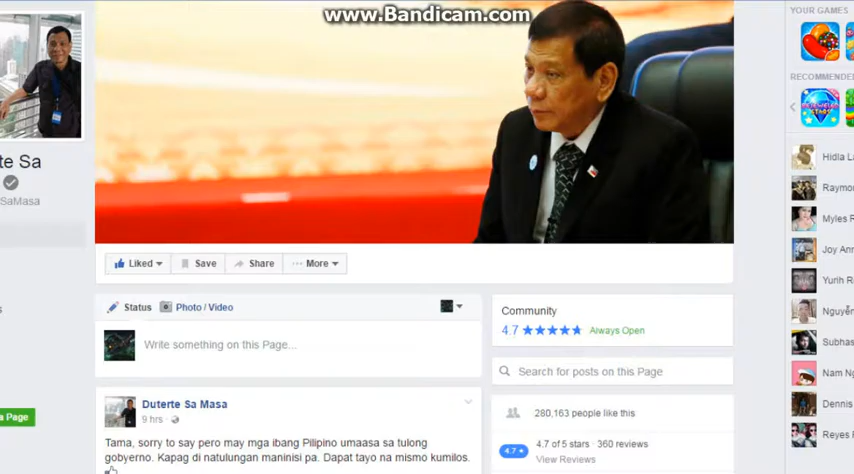 www.Bandicam.com
YOUR GAMES
RECOMMENDE
te Sa
SaMasa
Liked
Save
Share
More
Status
Photo / Video
Write something on this Page...
Community
4.7
Always Open
Search for posts on this Page
280,163 people like this
4.7
4.7 of 5 stars · 360 reviews
View Reviews
a Page
Duterte Sa Masa
9 hrs ·
Tama, sorry to say pero may mga ibang Pilipino umaasa sa tulong
gobyerno. Kapag di natulungan maninisi pa. Dapat tayo na mismo kumilos.
Hidla La
Raymo
Myles R
Joy Ann
Yurih R
Nguyễ
Subhas
Nam Ng
Dennis
Reyes